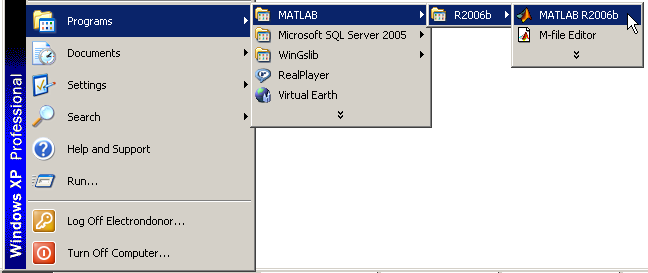 Programs
Documents
Settings
Search
Help and Support
Run...
Log Off Electrondonor...
Turn Off Computer...
Windows XP Professional
MATLAB
Microsoft SQL Server 2005
WinGslib
RealPlayer
Virtual Earth
R2006b
MATLAB R2006b
M-file Editor